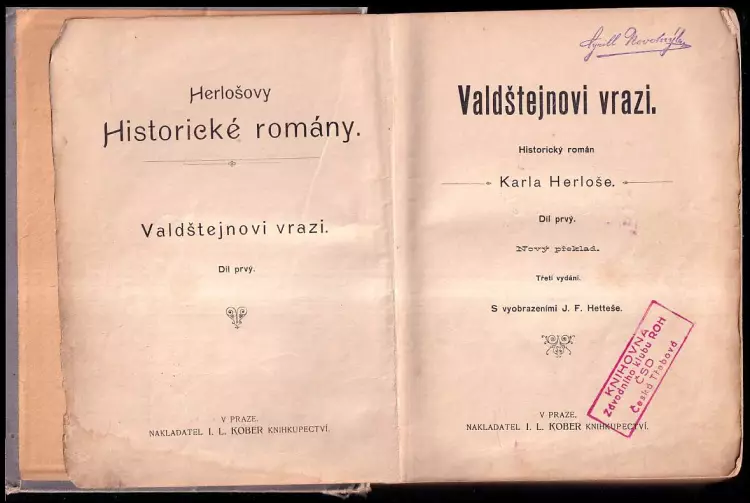 Herlošovy
Historické romány.
Valdštejnovi vrazi.
Díl prvý.
V PRAZE.
NAKLADATEL I. L. KOBER KNIHKUPECTVÍ.
Valdštejnovi vrazi.
Historický román
Karla Herloše.
Díl prvý.
Nový překlad.
Třetí vydání.
S vyobrazeními J. F. Hetteše.
KNIHOVNA
Závodního klubu ROH
ČSD
Česká Třebová
V PRAZE.
NAKLADATEL I. L. KOBER KNIHKUPECTVÍ.